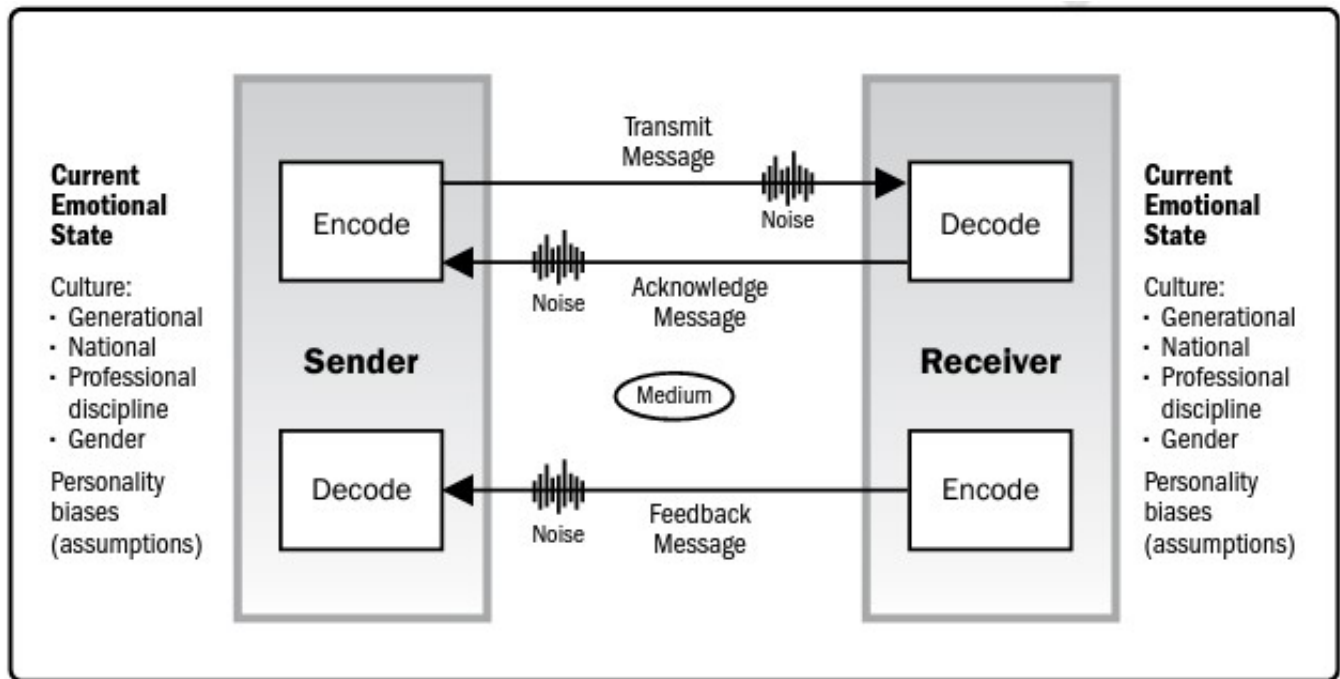 Current
Emotional
State
Culture:
· Generational
· National
· Professional
discipline
· Gender
Personality
biases
(assumptions)
Encode
Sender
Decode
Transmit
Message
Noise
Noise
Acknowledge
Message
Medium
Noise
Feedback
Message
Decode
Receiver
Encode
Current
Emotional
State
Culture:
· Generational
· National
· Professional
discipline
· Gender
Personality
biases
(assumptions)